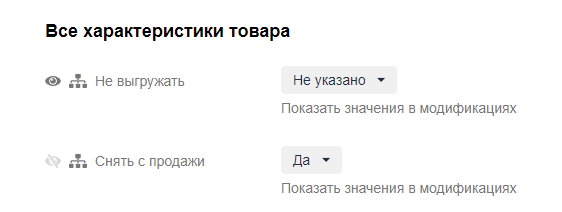 Все характеристики товара
Не выгружать
Не указано
Показать значения в модификациях
Снять с продажи
Да
Показать значения в модификациях